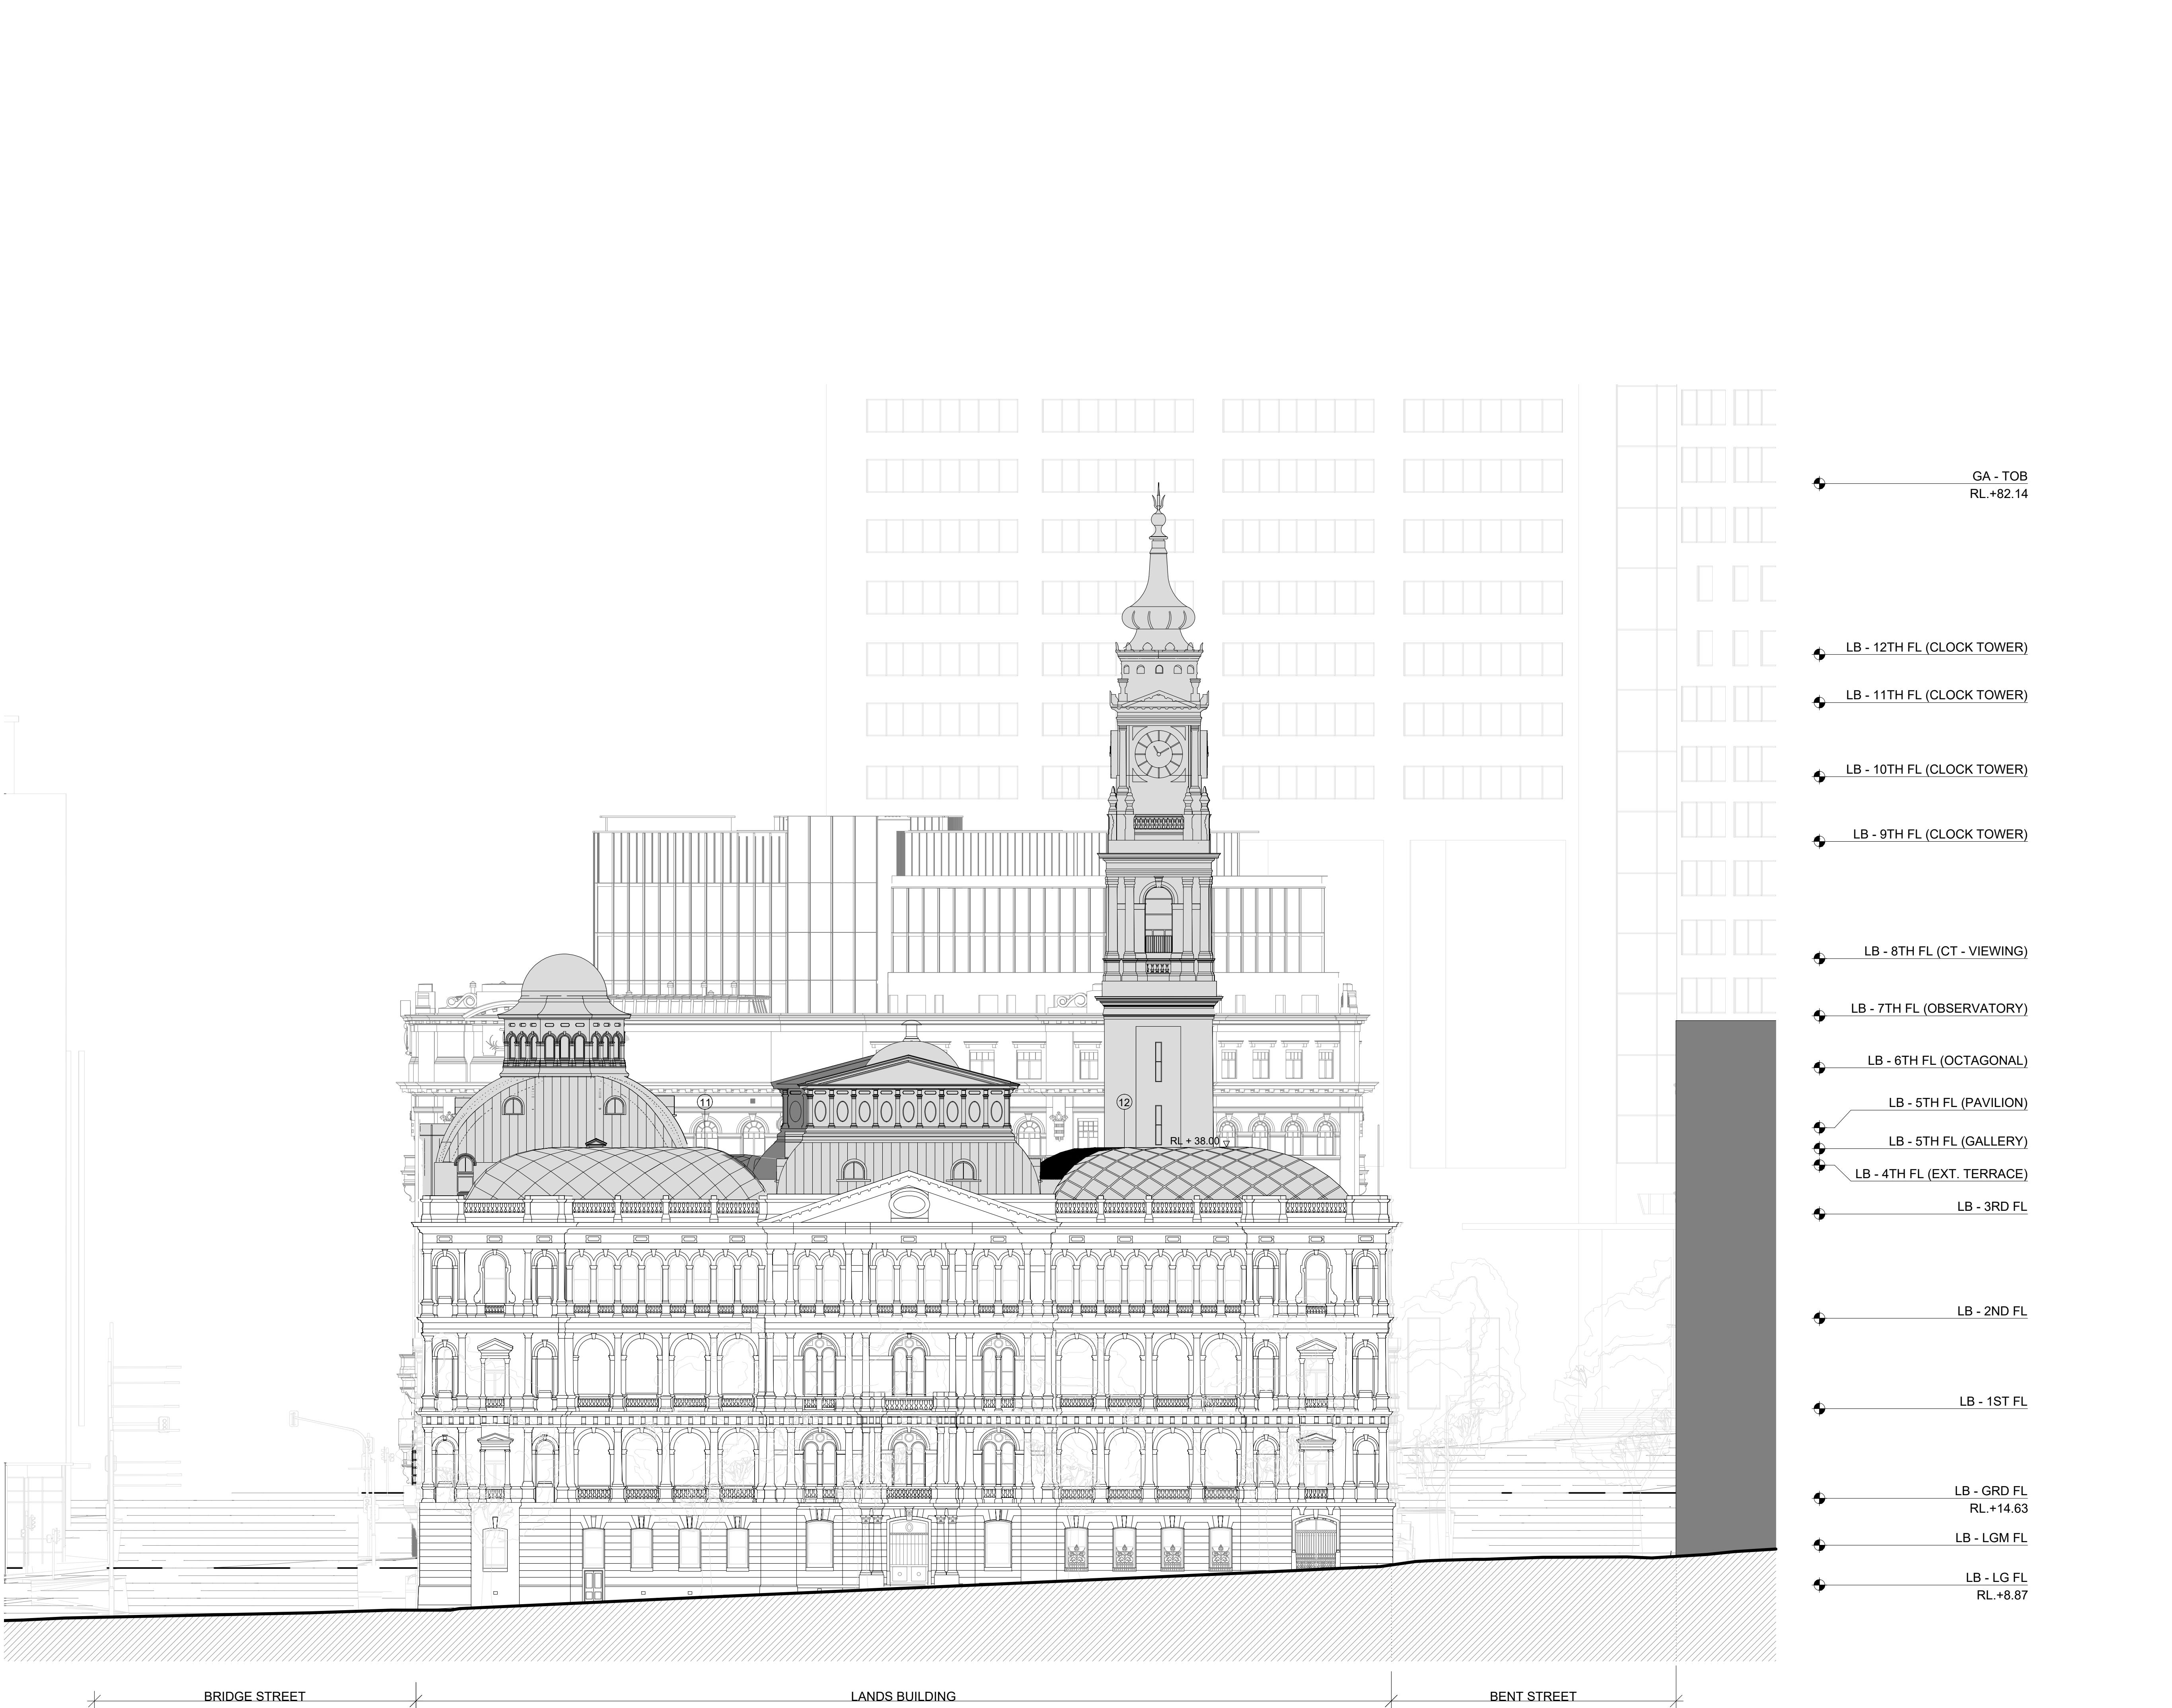 GA - TOB
RL.+82.14
LB - 12TH FL (CLOCK TOWER)
LB - 11TH FL (CLOCK TOWER)
LB - 10TH FL (CLOCK TOWER)
LB - 9TH FL (CLOCK TOWER)
LB - 8TH FL (CT - VIEWING)
LB - 7TH FL (OBSERVATORY)
LB - 6TH FL (OCTAGONAL)
11
12
LB - 5TH FL (PAVILION)
RL + 38.00
LB - 5TH FL (GALLERY)
LB - 4TH FL (EXT. TERRACE)
LB - 3RD FL
LB - 2ND FL
LB - 1ST FL
LB - GRD FL
RL.+14.63
LB - LGM FL
LB - LG FL
RL.+8.87
BRIDGE STREET
LANDS BUILDING
BENT STREET